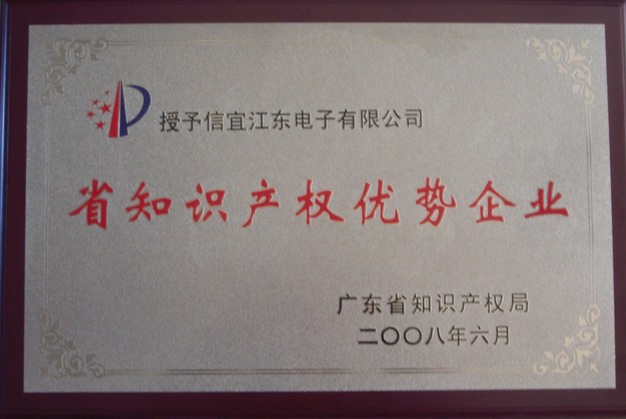 授予信宜江东电子有限公司
省知识产权优势企业
广东省知识产权局
二〇〇八年六月